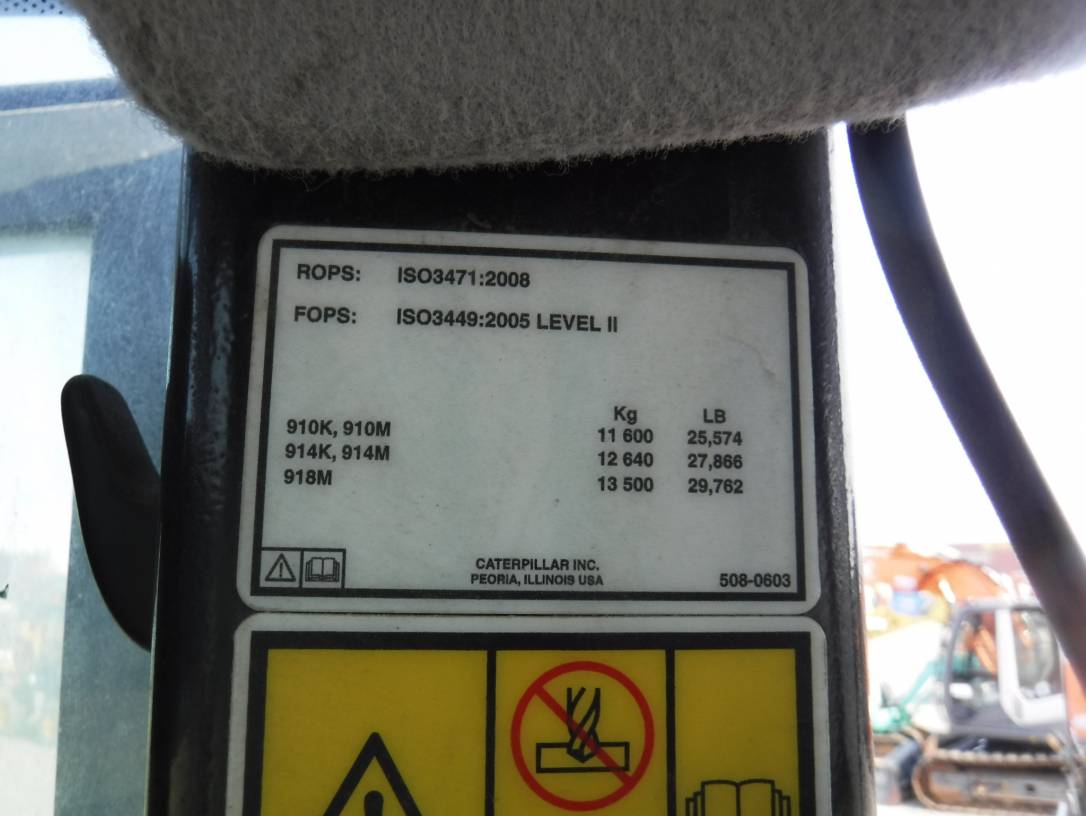 ROPS: ISO3471:2008
FOPS: ISO3449:2005 LEVEL II
Kg LB
910K, 910M 11 600 25,574
914K, 914M 12 640 27,866
918M 13 500 29,762
CATERPILLAR INC.
PEORIA, ILLINOIS USA
508-0603